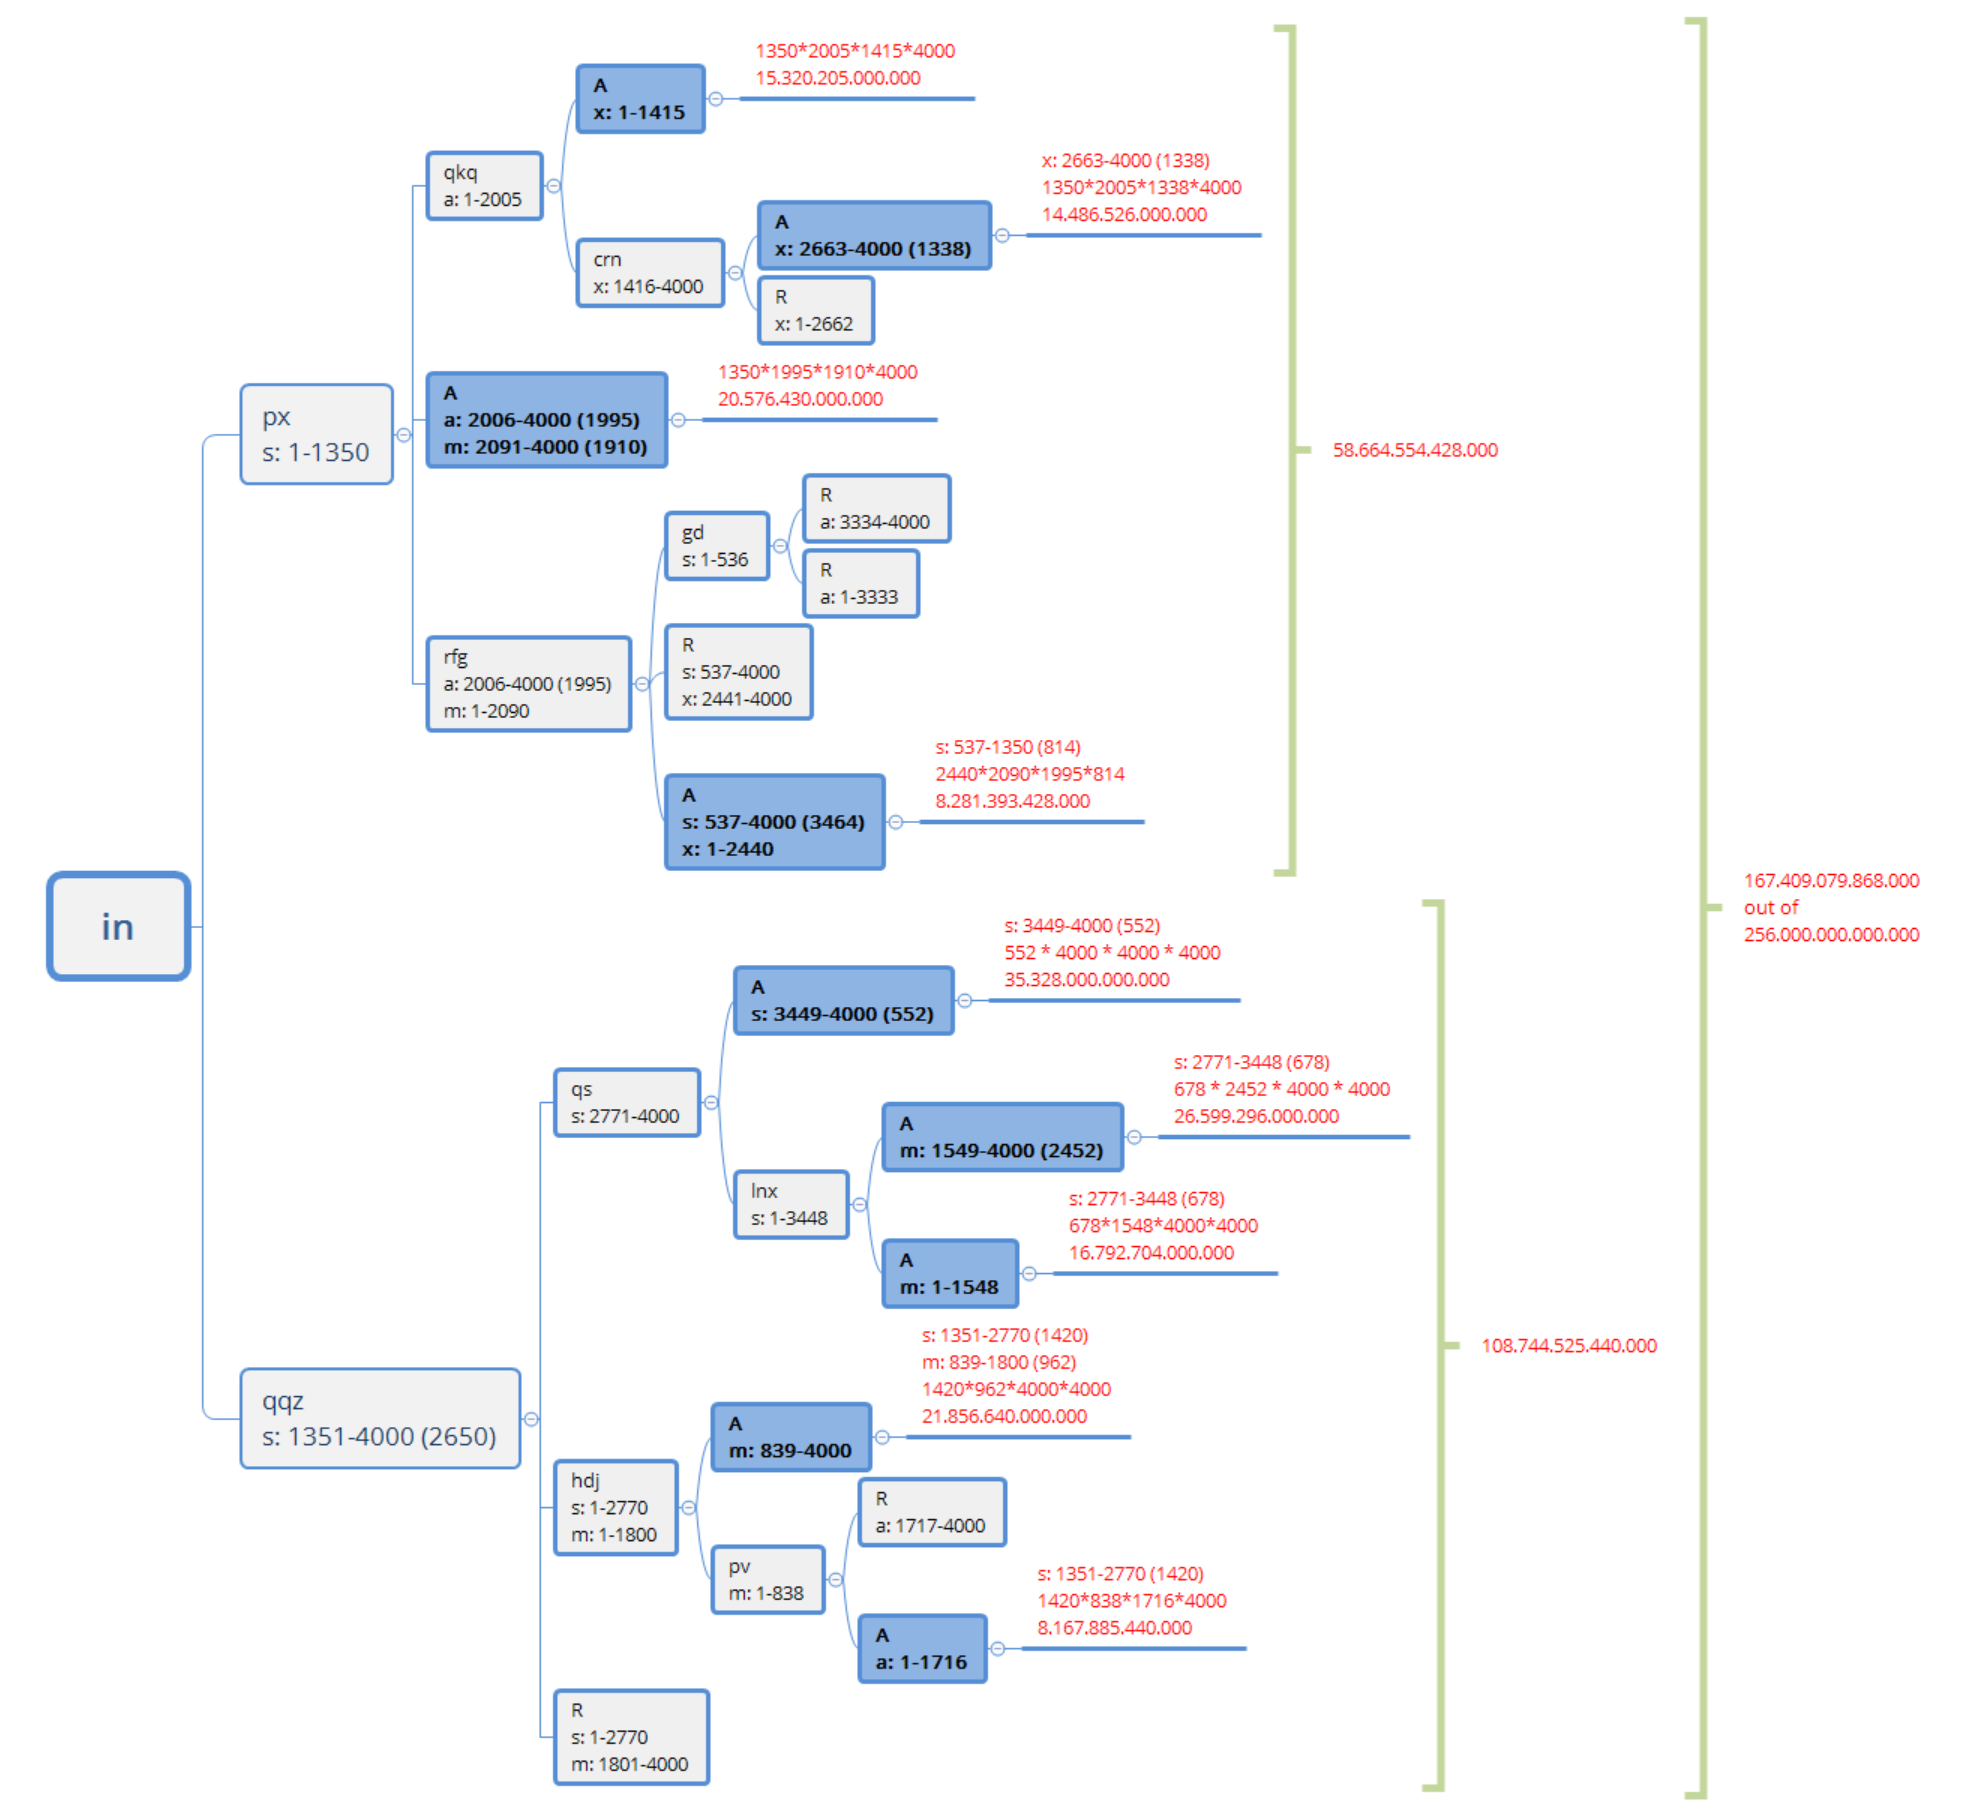 in
px
s: 1-1350
qkq
a: 1-2005
A
x: 1-1415
1350*2005*1415*4000
15.320.205.000.000
crn
x: 1416-4000
A
x: 2663-4000 (1338)
x: 2663-4000 (1338)
1350*2005*1338*4000
14.486.526.000.000
R
x: 1-2662
A
a: 2006-4000 (1995)
m: 2091-4000 (1910)
1350*1995*1910*4000
20.576.430.000.000
rfg
a: 2006-4000 (1995)
m: 1-2090
gd
s: 1-536
R
a: 3334-4000
R
a: 1-3333
R
s: 537-4000
x: 2441-4000
A
s: 537-4000 (3464)
x: 1-2440
s: 537-1350 (814)
2440*2090*1995*814
8.281.393.428.000
58.664.554.428.000
qqz
s: 1351-4000 (2650)
qs
s: 2771-4000
A
s: 3449-4000 (552)
s: 3449-4000 (552)
552 * 4000 * 4000 * 4000
35.328.000.000.000
lnx
s: 1-3448
A
m: 1549-4000 (2452)
s: 2771-3448 (678)
678 * 2452 * 4000 * 4000
26.599.296.000.000
A
m: 1-1548
s: 2771-3448 (678)
678*1548*4000*4000
16.792.704.000.000
hdj
s: 1-2770
m: 1-1800
A
m: 839-4000
s: 1351-2770 (1420)
m: 839-1800 (962)
1420*962*4000*4000
21.856.640.000.000
pv
m: 1-838
R
a: 1717-4000
A
a: 1-1716
s: 1351-2770 (1420)
1420*838*1716*4000
8.167.885.440.000
R
s: 1-2770
m: 1801-4000
108.744.525.440.000
167.409.079.868.000
out of
256.000.000.000.000